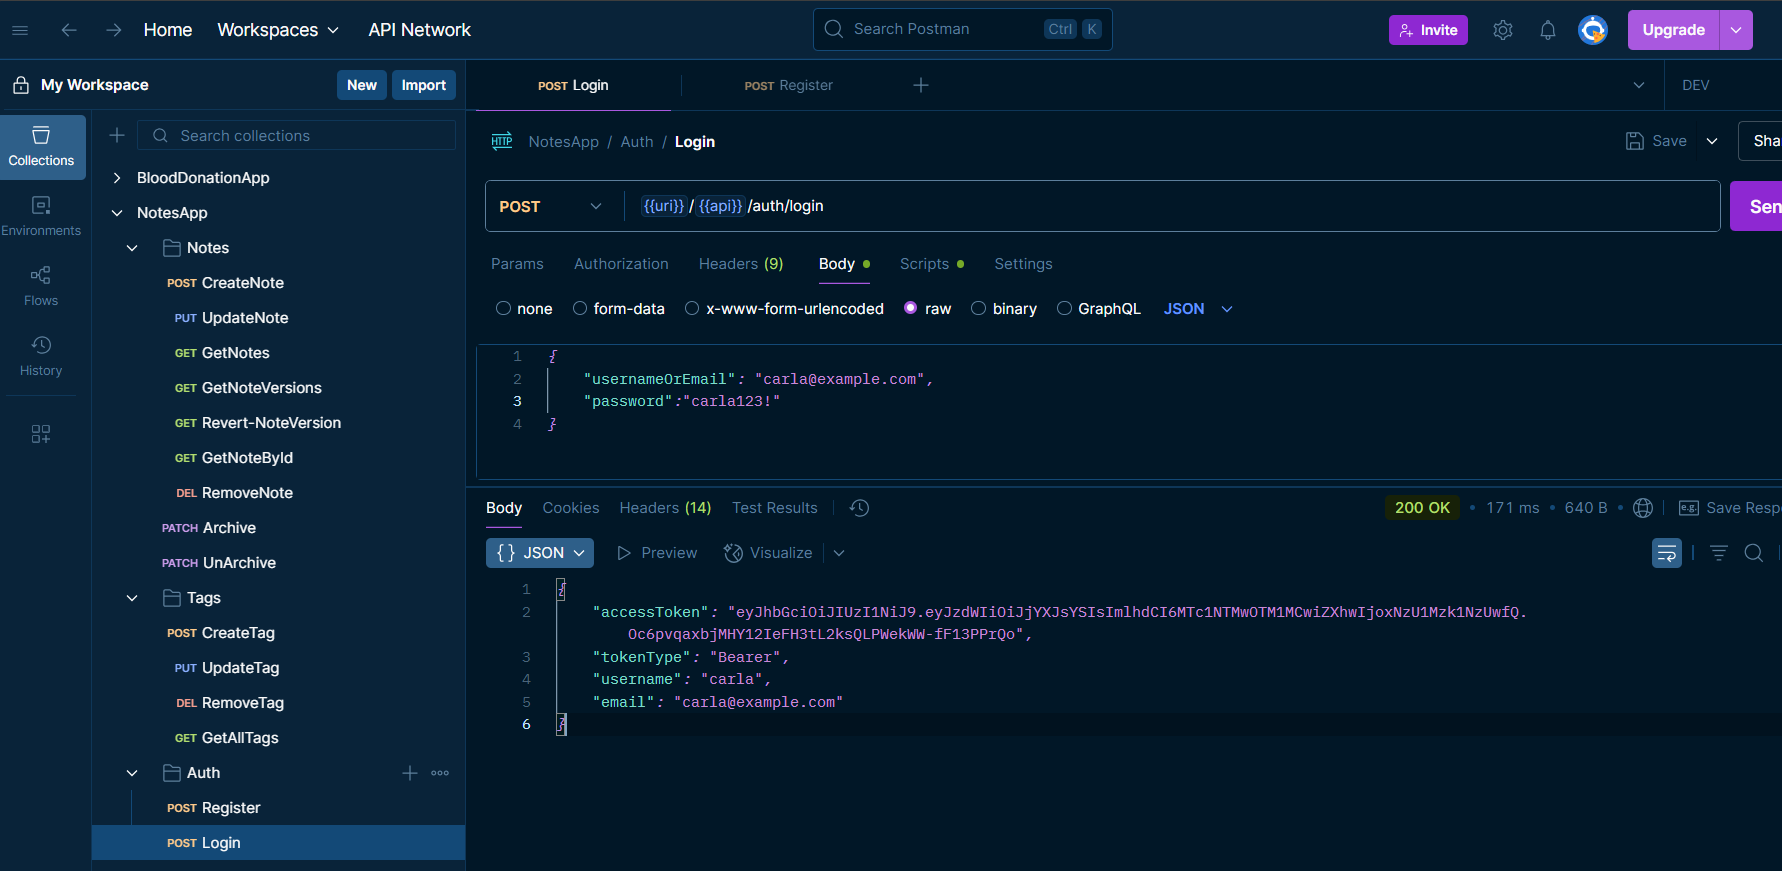 Home Workspaces API Network
Search Postman Ctrl K
Invite Upgrade
My Workspace New Import
POST Login POST Register DEV
Collections
Environments
Flows
History
Search collections
BloodDonationApp
NotesApp
Notes
POST CreateNote
PUT UpdateNote
GET GetNotes
GET GetNoteVersions
GET Revert-NoteVersion
GET GetNoteById
DEL RemoveNote
PATCH Archive
PATCH UnArchive
Tags
POST CreateTag
PUT UpdateTag
DEL RemoveTag
GET GetAllTags
Auth
POST Register
POST Login
HTTP NotesApp / Auth / Login Save Sha
POST {{uri}}/{{api}}/auth/login Sen
Params Authorization Headers (9) Body Scripts Settings
none form-data x-www-form-urlencoded raw binary GraphQL JSON
1 {
2 "usernameOrEmail": "carla@example.com",
3 "password":"carla123!"
4 }
Body Cookies Headers (14) Test Results 200 OK • 171 ms • 640 B • e.g. Save Resp
{} JSON Preview Visualize
1 {
2 "accessToken": "eyJhbGciOiJIUzI1NiJ9.eyJzdWIiOiJjYXJsYSIsImlhdCI6MTc1NTMwOTM1MCwiZXhwIjoxNzU1Mzk1NzUwfQ.
Oc6pvqaxbjMHY12IeFH3tL2ksQLPWekWW-fF13PPrQo",
3 "tokenType": "Bearer",
4 "username": "carla",
5 "email": "carla@example.com"
6 }